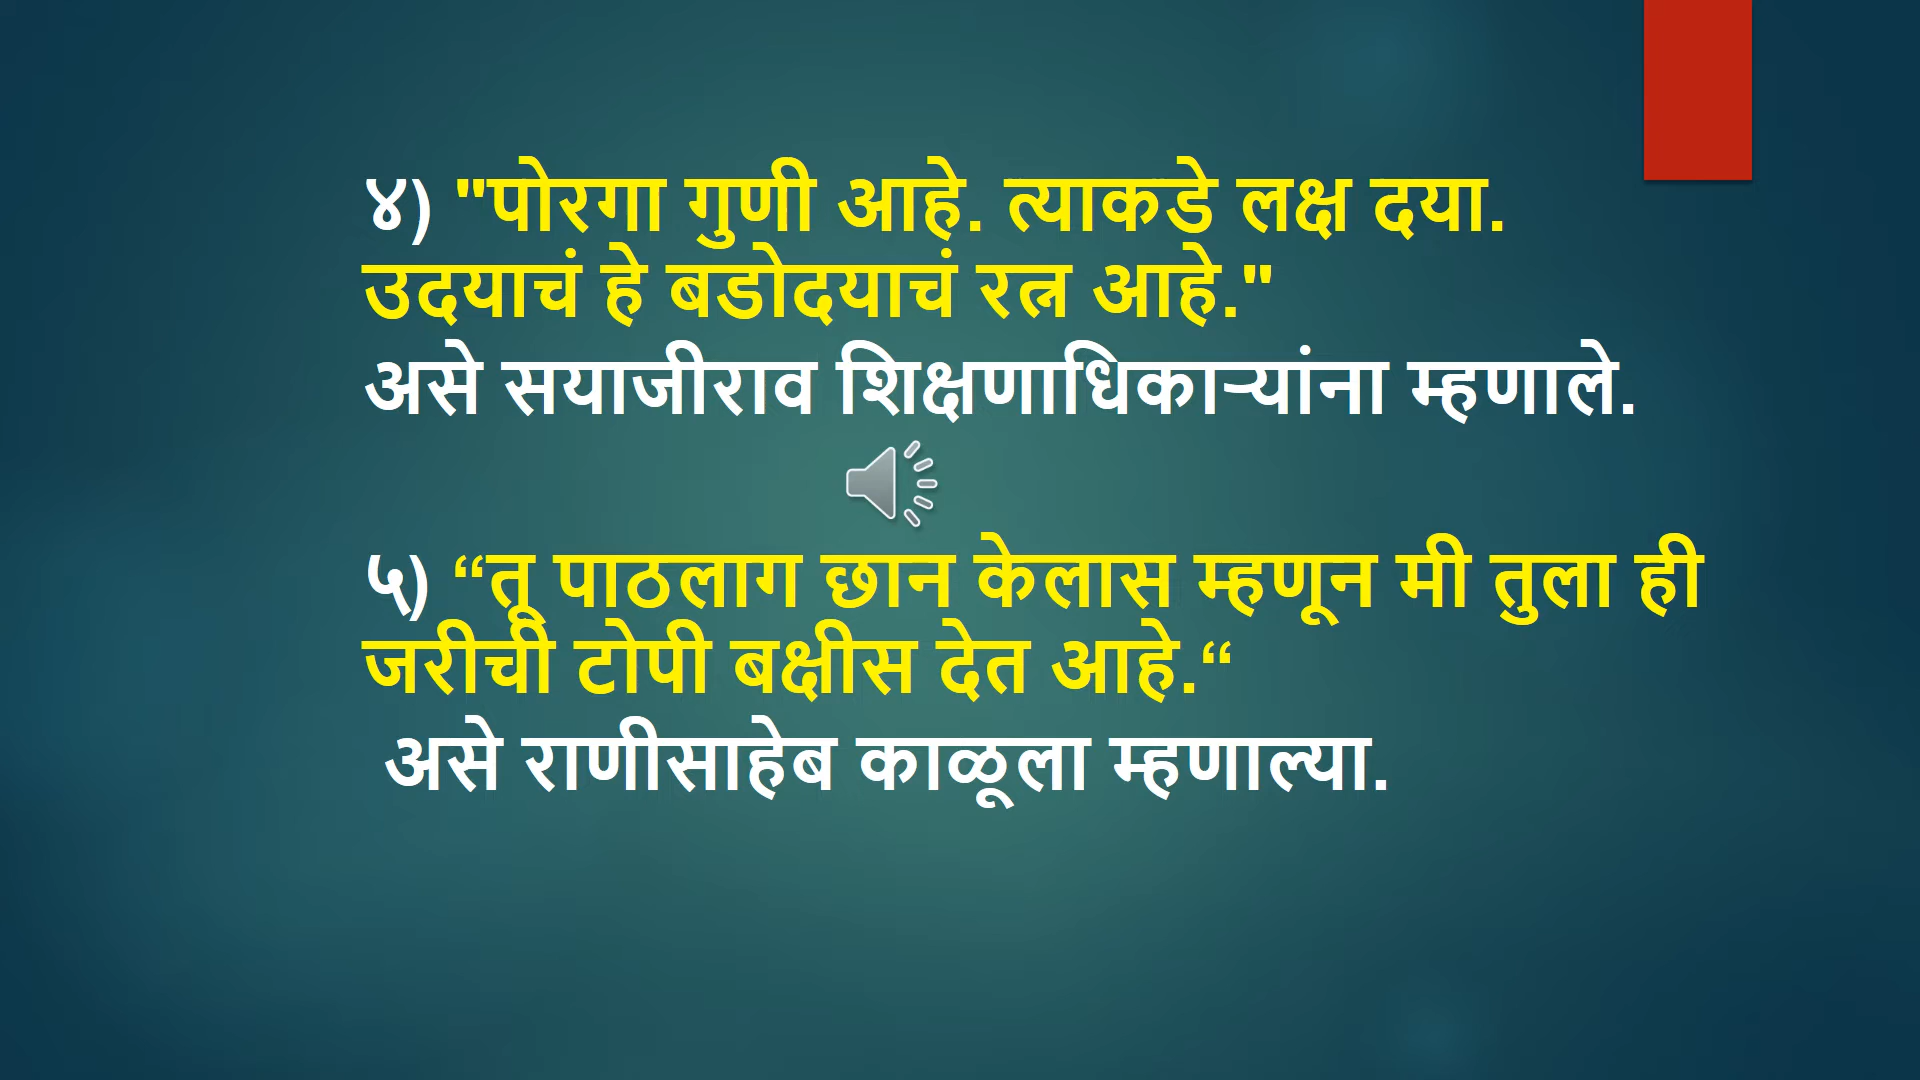 ४) "पोरगा गुणी आहे. त्याकडे लक्ष दया.
उदयाचं हे बडोदयाचं रत्न आहे."
असे सयाजीराव शिक्षणाधिकाऱ्यांना म्हणाले.
५) “तू पाठलाग छान केलास म्हणून मी तुला ही
जरीची टोपी बक्षीस देत आहे.“
असे राणीसाहेब काळूला म्हणाल्या.